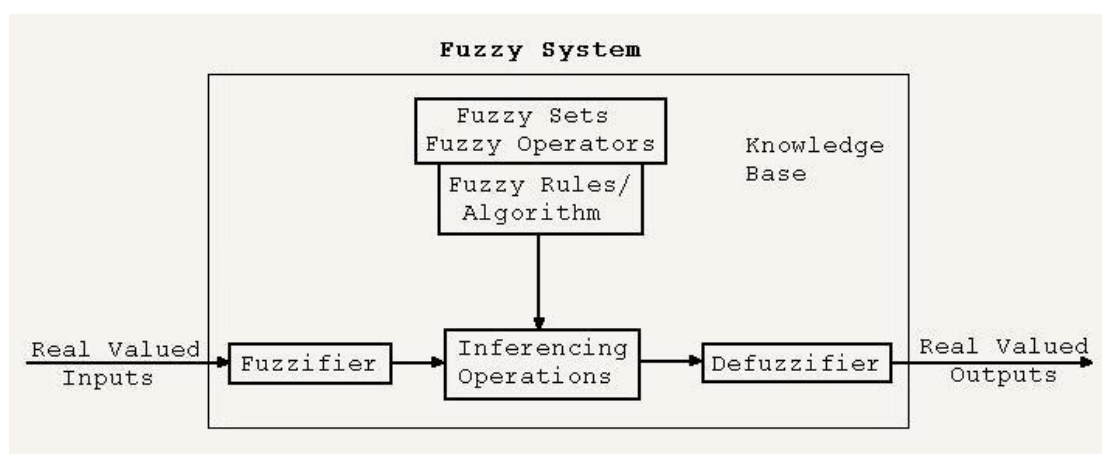 Fuzzy System
Fuzzy Sets
Fuzzy Operators
Knowledge
Base
Fuzzy Rules/
Algorithm
Real Valued
Inputs
Fuzzifier
Inferencing
Operations
Defuzzifier
Real Valued
Outputs